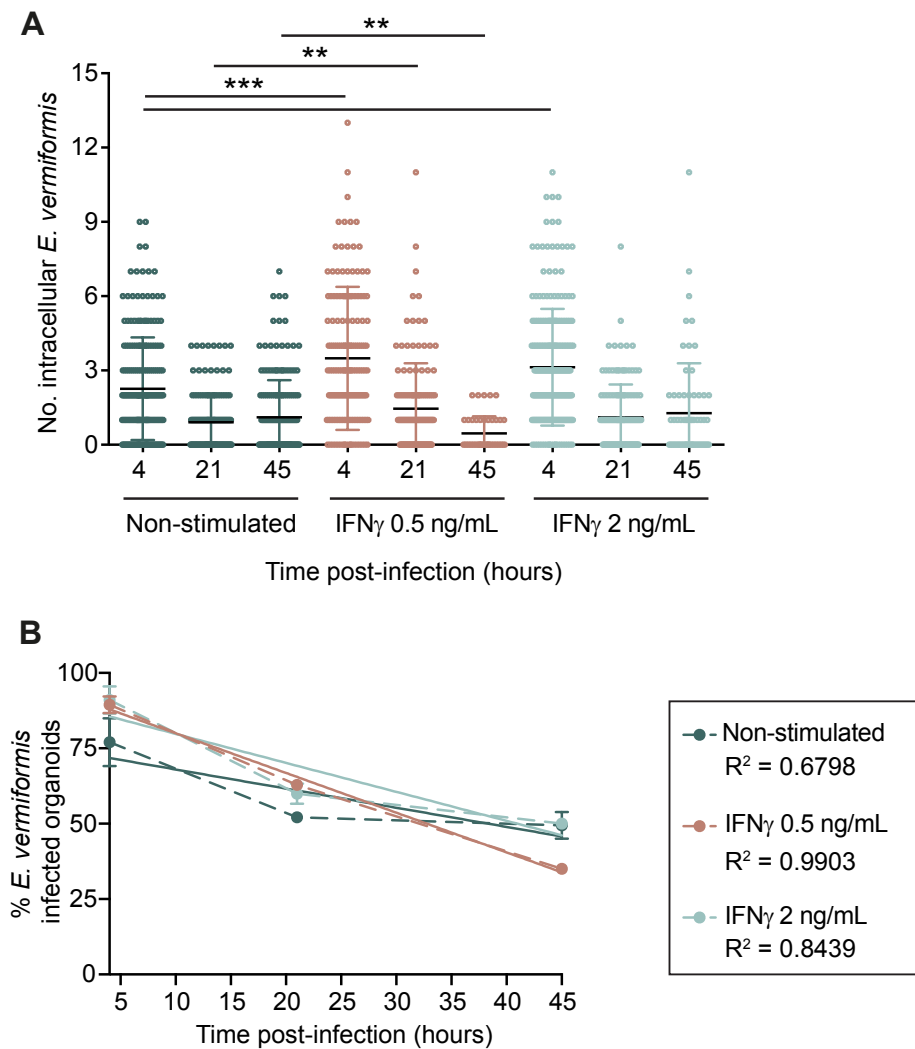 A
**
**
***
15
12
9
6
3
0
No. intracellular E. vermiformis
4 21 45 4 21 45 4 21 45
Non-stimulated IFNγ 0.5 ng/mL IFNγ 2 ng/mL
Time post-infection (hours)
B
100
75
50
25
0
% E. vermiformis
infected organoids
5 10 15 20 25 30 35 40 45
Time post-infection (hours)
Non-stimulated
R² = 0.6798
IFNγ 0.5 ng/mL
R² = 0.9903
IFNγ 2 ng/mL
R² = 0.8439